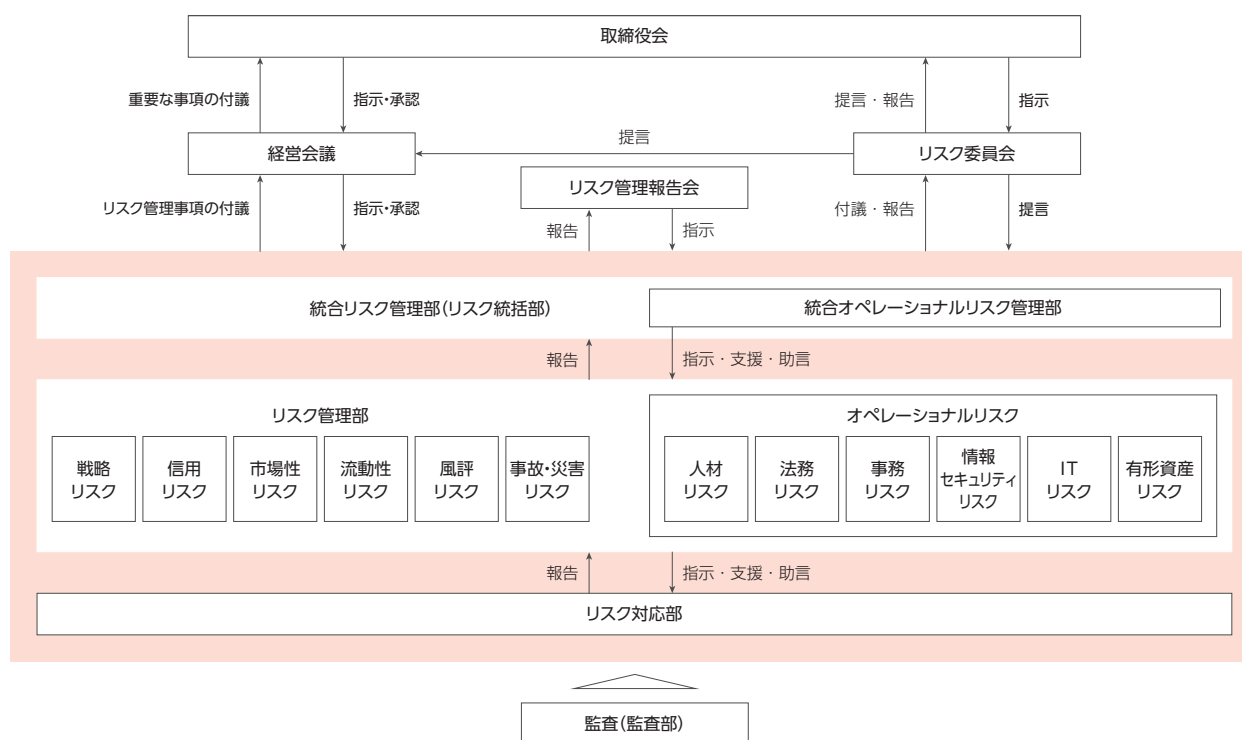 取締役会
重要な事項の付議
指示・承認
提言・報告
指示
経営会議
提言
リスク委員会
リスク管理報告会
リスク管理事項の付議
指示・承認
報告
指示
付議・報告
提言
統合リスク管理部(リスク統括部)
統合オペレーショナルリスク管理部
報告
指示・支援・助言
リスク管理部
戦略
リスク
信用
リスク
市場性
リスク
流動性
リスク
風評
リスク
事故・災害
リスク
オペレーショナルリスク
人材
リスク
法務
リスク
事務
リスク
情報
セキュリティ
リスク
IT
リスク
有形資産
リスク
報告
指示・支援・助言
リスク対応部
監査(監査部)